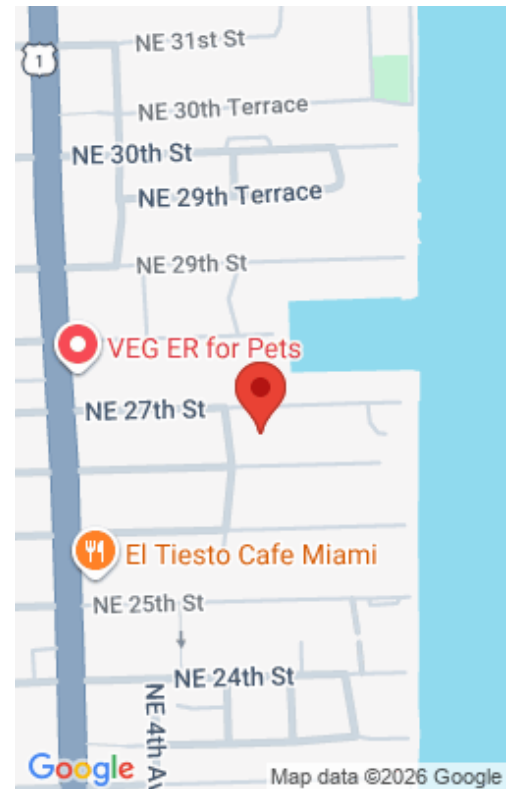 NE 31st St
1
NE 30th Terrace
NE 30th St
NE 29th Terrace
NE 29th St
VEG ER for Pets
NE 27th St
El Tiesto Cafe Miami
NE 25th St
NE 24th St
NE 4th Av
Google
Map data ©2026 Google